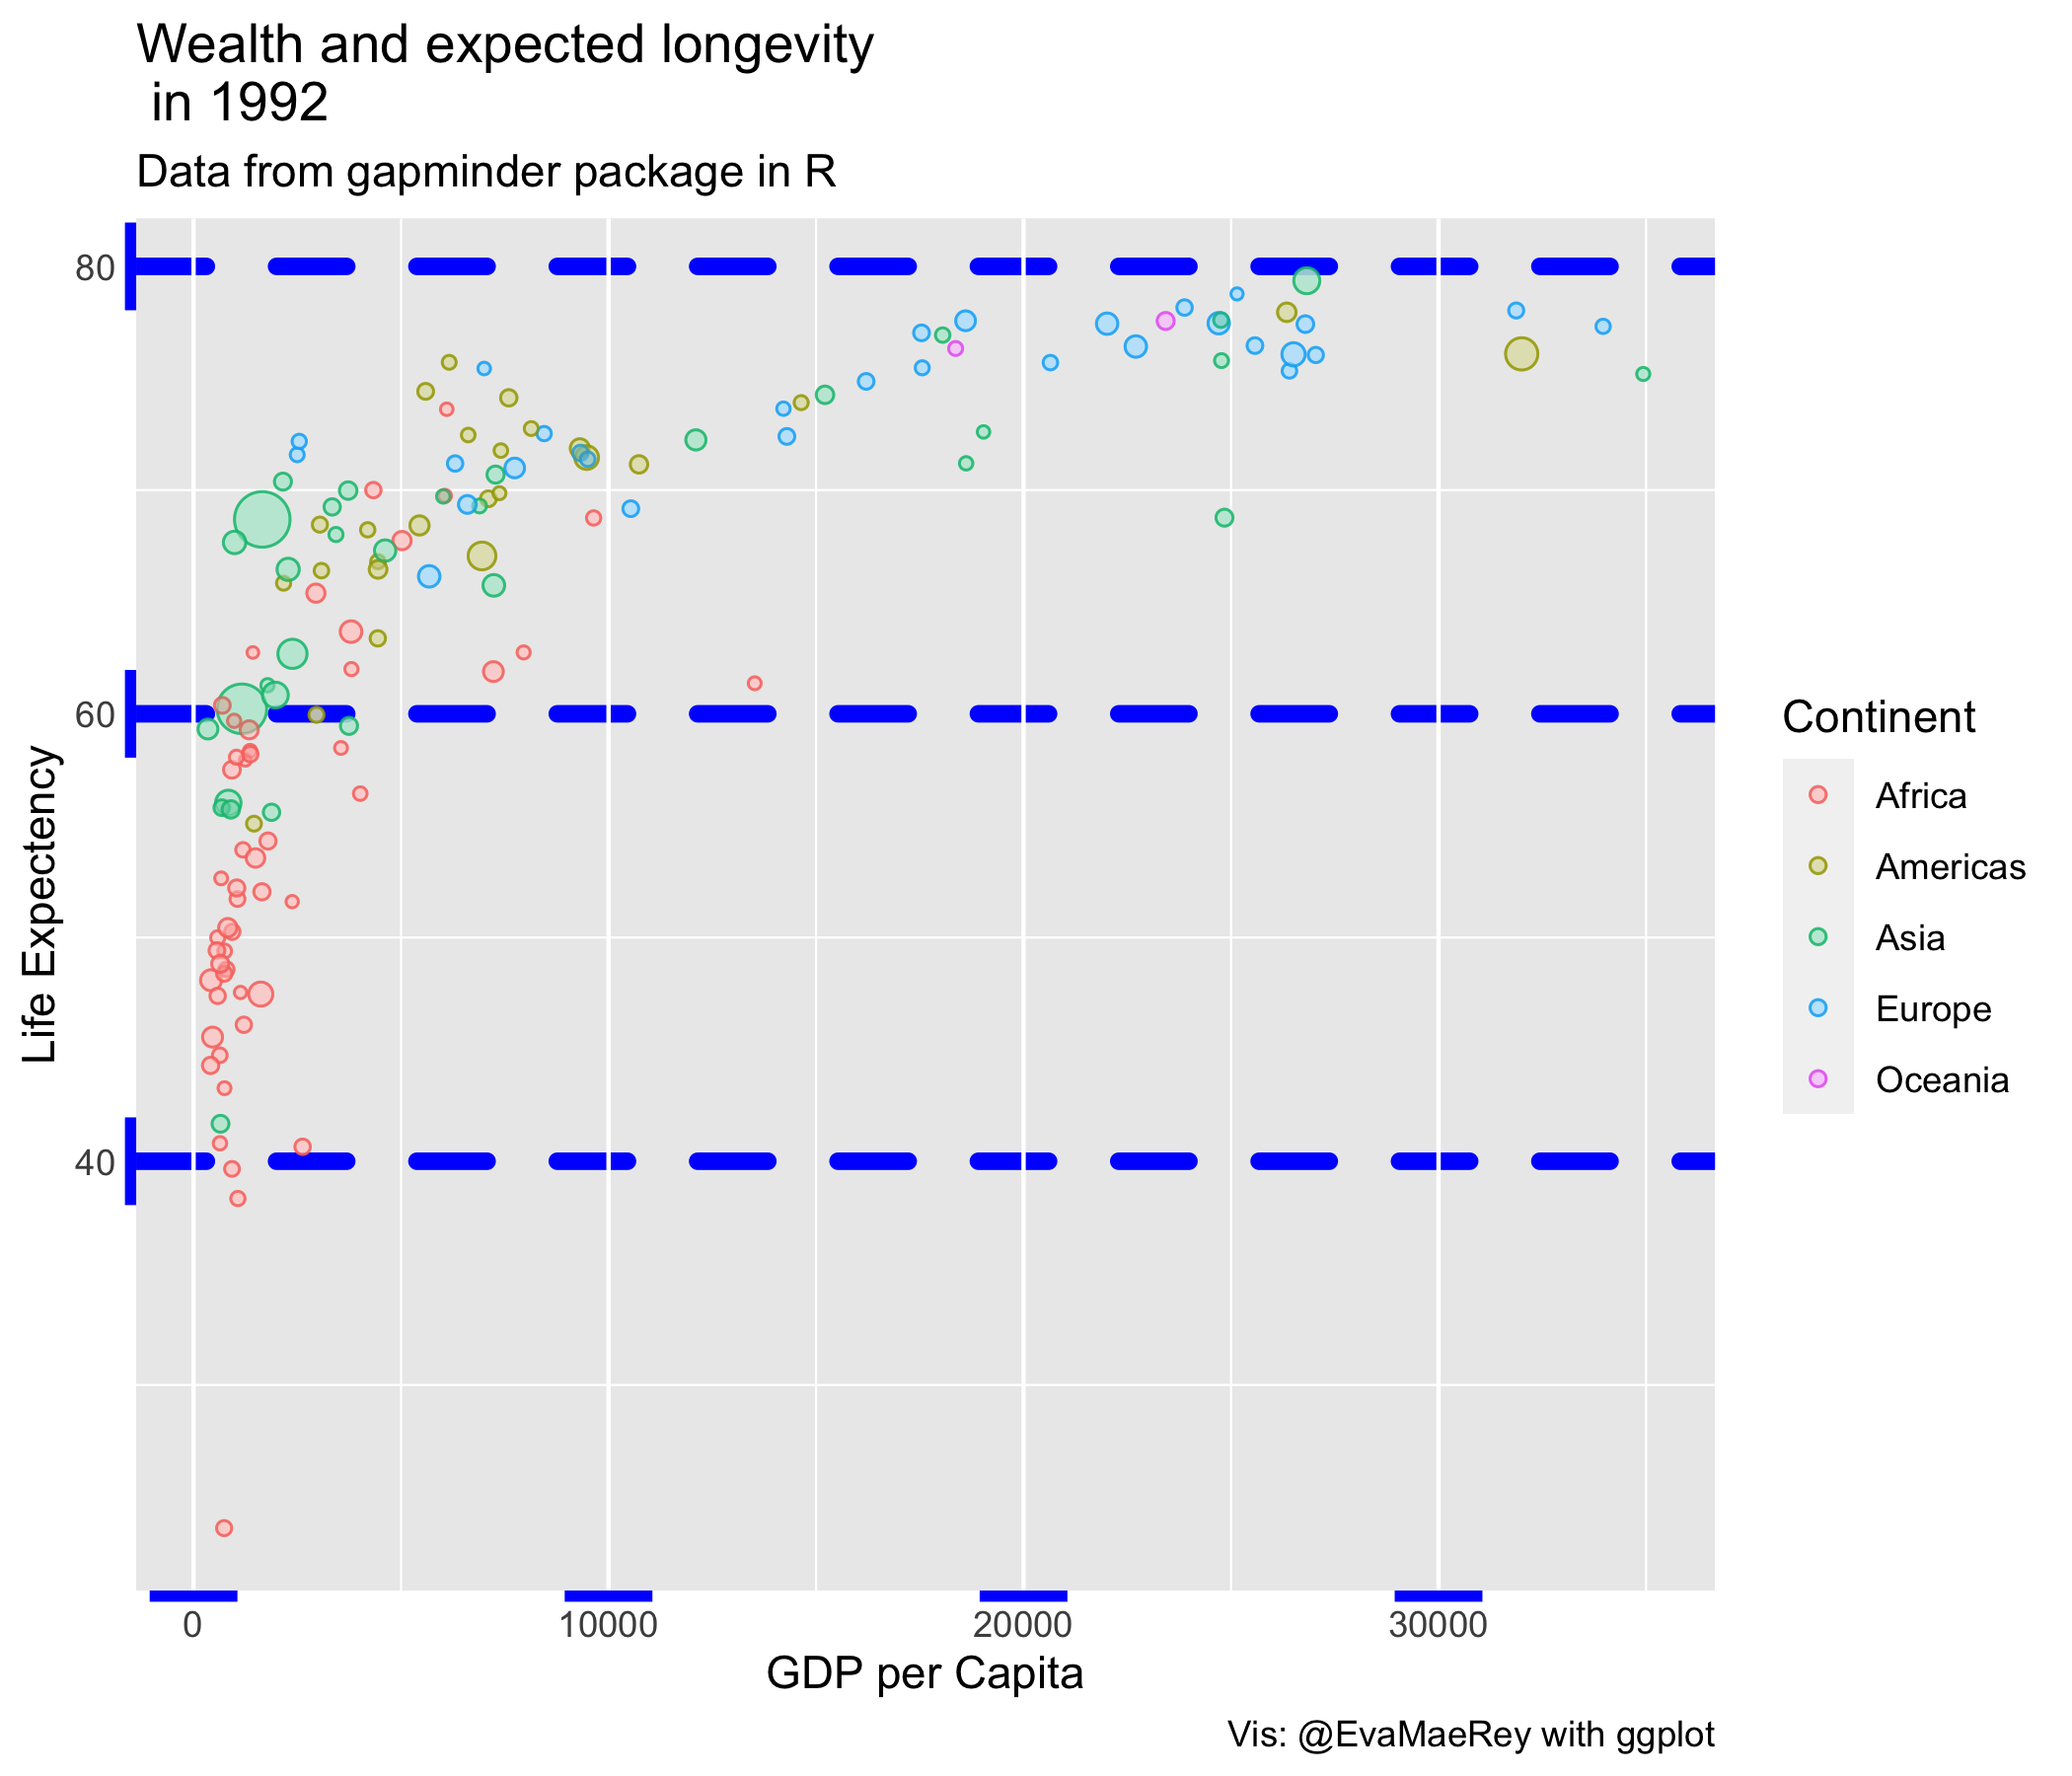 Wealth and expected longevity
in 1992
Data from gapminder package in R
80
60
40
Life Expectency
0
10000
20000
30000
GDP per Capita
Continent
Africa
Americas
Asia
Europe
Oceania
Vis: @EvaMaeRey with ggplot